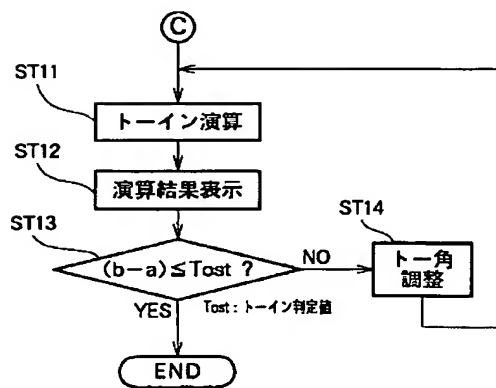 C
ST11
トーイン演算
ST12
演算結果表示
ST13
(b−a)≦Tost ?
NO
ST14
トー角
調整
YES
Tost:トーイン判定値
END